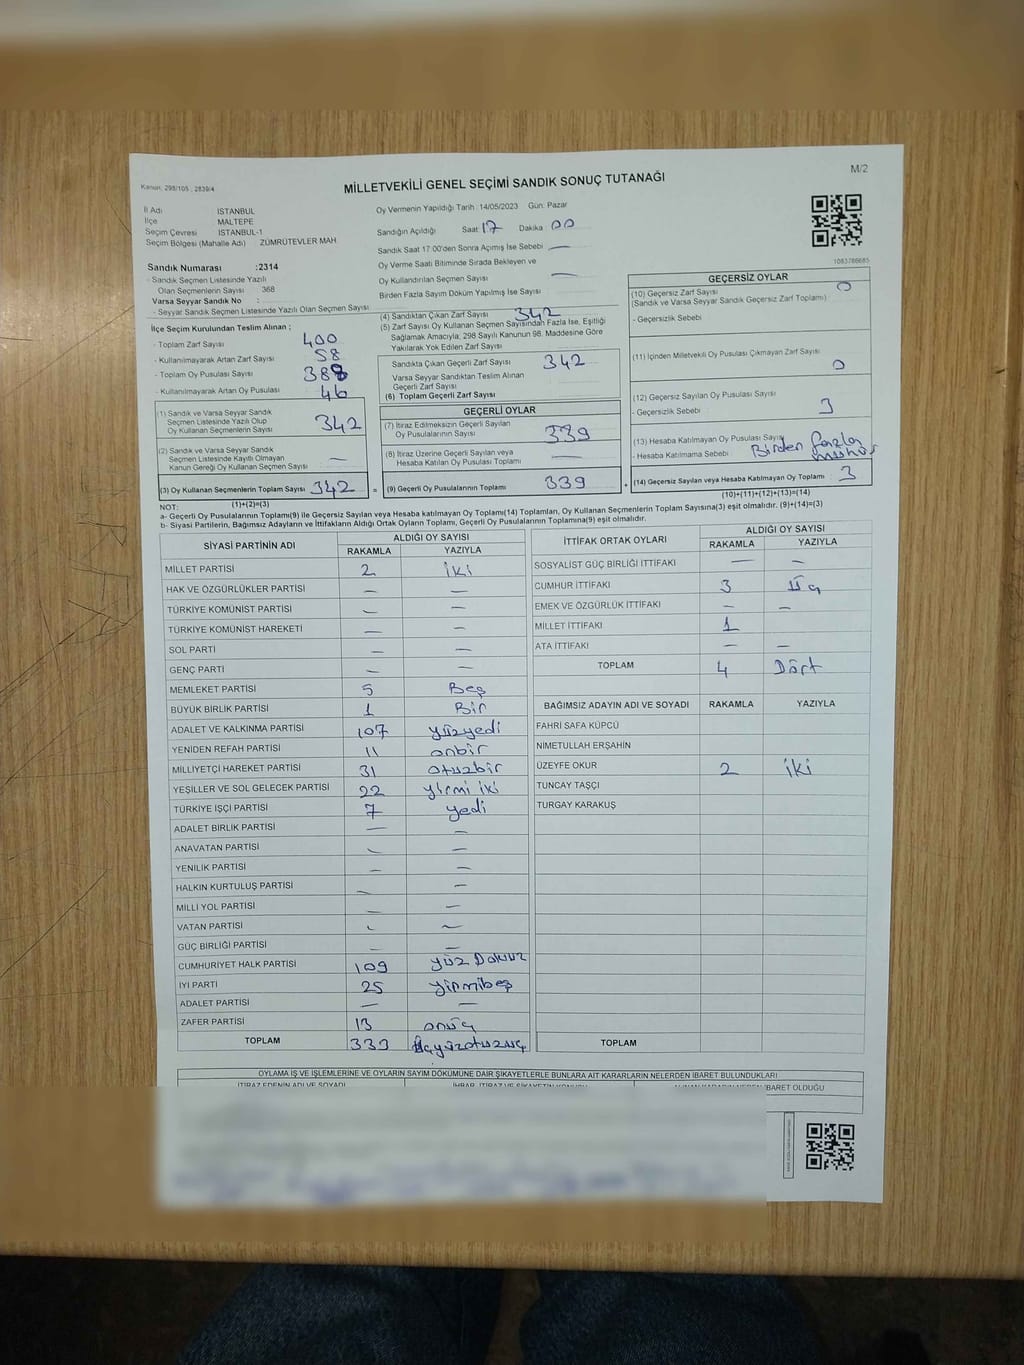 M/2
Kanun: 298/105 ; 2839/4
MİLLETVEKİLİ GENEL SEÇİMİ SANDIK SONUÇ TUTANAĞI
İl Adı İSTANBUL
İlçe MALTEPE
Seçim Çevresi İSTANBUL-1
Seçim Bölgesi (Mahalle Adı) ZÜMRÜTEVLER MAH
Sandık Numarası :2314
- Sandık Seçmen Listesinde Yazılı
Olan Seçmenlerin Sayısı 368
Varsa Seyyar Sandık No :
- Seyyar Sandık Seçmen Listesinde Yazılı Olan Seçmen Sayısı
İlçe Seçim Kurulundan Teslim Alınan ;
- Toplam Zarf Sayısı 400
- Kullanılmayarak Artan Zarf Sayısı 58
- Toplam Oy Pusulası Sayısı 388
- Kullanılmayarak Artan Oy Pusulası 46
(1) Sandık ve Varsa Seyyar Sandık
Seçmen Listesinde Yazılı Olup
Oy Kullanan Seçmenlerin Sayısı 342
(2) Sandık ve Varsa Seyyar Sandık
Seçmen Listesinde Kayıtlı Olmayan
Kanun Gereği Oy Kullanan Seçmen Sayısı —
(3) Oy Kullanan Seçmenlerin Toplam Sayısı 342 =
(1)+(2)=(3)
Oy Vermenin Yapıldığı Tarih : 14/05/2023 Gün: Pazar
Sandığın Açıldığı Saat 17 Dakika 00
Sandık Saat 17:00'den Sonra Açımış İse Sebebi —
Oy Verme Saati Bitiminde Sırada Bekleyen ve
Oy Kullandırılan Seçmen Sayısı —
Birden Fazla Sayım Döküm Yapılmış İse Sayısı
(4) Sandıktan Çıkan Zarf Sayısı 342
(5) Zarf Sayısı Oy Kullanan Seçmen Sayısından Fazla İse, Eşitliği
Sağlamak Amacıyla; 298 Sayılı Kanunun 98. Maddesine Göre
Yakılarak Yok Edilen Zarf Sayısı
Sandıkta Çıkan Geçerli Zarf Sayısı 342
Varsa Seyyar Sandıktan Teslim Alınan
Geçerli Zarf Sayısı
(6) Toplam Geçerli Zarf Sayısı
GEÇERLİ OYLAR
(7) İtiraz Edilmeksizin Geçerli Sayılan
Oy Pusulalarının Sayısı 339
(8) İtiraz Üzerine Geçerli Sayılan veya
Hesaba Katılan Oy Pusulası Toplamı —
(9) Geçerli Oy Pusulalarının Toplamı 339 +
1083786685
GEÇERSİZ OYLAR
(10) Geçersiz Zarf Sayısı 0
(Sandık ve Varsa Seyyar Sandık Geçersiz Zarf Toplamı)
- Geçersizlik Sebebi :
(11) İçinden Milletvekili Oy Pusulası Çıkmayan Zarf Sayısı
0
(12) Geçersiz Sayılan Oy Pusulası Sayısı
- Geçersizlik Sebebi 3
(13) Hesaba Katılmayan Oy Pusulası Sayısı
- Hesaba Katılmama Sebebi : Birden fazla mühür
(14) Geçersiz Sayılan veya Hesaba Katılmayan Oy Toplamı : 3
(10)+(11)+(12)+(13)=(14)
NOT:
a- Geçerli Oy Pusulalarının Toplamı(9) ile Geçersiz Sayılan veya Hesaba katılmayan Oy Toplamı(14) Toplamları, Oy Kullanan Seçmenlerin Toplam Sayısına(3) eşit olmalıdır. (9)+(14)=(3)
b- Siyasi Partilerin, Bağımsız Adayların ve İttifakların Aldığı Ortak Oyların Toplamı, Geçerli Oy Pusulalarının Toplamına(9) eşit olmalıdır.
SİYASİ PARTİNİN ADI ALDIĞI OY SAYISI
RAKAMLA YAZIYLA
MİLLET PARTİSİ 2 iki
HAK VE ÖZGÜRLÜKLER PARTİSİ — —
TÜRKİYE KOMÜNİST PARTİSİ — —
TÜRKİYE KOMÜNİST HAREKETİ — —
SOL PARTİ — —
GENÇ PARTİ — —
MEMLEKET PARTİSİ 5 Beş
BÜYÜK BİRLİK PARTİSİ 1 Bir
ADALET VE KALKINMA PARTİSİ 107 yüzyedi
YENİDEN REFAH PARTİSİ 11 onbir
MİLLİYETÇİ HAREKET PARTİSİ 31 otuzbir
YEŞİLLER VE SOL GELECEK PARTİSİ 22 yirmi iki
TÜRKİYE İŞÇİ PARTİSİ 7 yedi
ADALET BİRLİK PARTİSİ — —
ANAVATAN PARTİSİ — —
YENİLİK PARTİSİ — —
HALKIN KURTULUŞ PARTİSİ — —
MİLLİ YOL PARTİSİ — —
VATAN PARTİSİ — —
GÜÇ BİRLİĞİ PARTİSİ — —
CUMHURİYET HALK PARTİSİ 109 yüz Dokuz
İYİ PARTİ 25 yirmibeş
ADALET PARTİSİ — —
ZAFER PARTİSİ 13 onüç
TOPLAM 333 üçyüzotuzüç
İTTİFAK ORTAK OYLARI ALDIĞI OY SAYISI
RAKAMLA YAZIYLA
SOSYALİST GÜÇ BİRLİĞİ İTTİFAKI — —
CUMHUR İTTİFAKI 3 Üç
EMEK VE ÖZGÜRLÜK İTTİFAKI — —
MİLLET İTTİFAKI 1
ATA İTTİFAKI — —
TOPLAM 4 Dört
BAĞIMSIZ ADAYIN ADI VE SOYADI RAKAMLA YAZIYLA
FAHRİ SAFA KÜPCÜ
NİMETULLAH ERŞAHİN
ÜZEYFE OKUR 2 iki
TUNCAY TAŞÇI
TURGAY KARAKUŞ
TOPLAM
OYLAMA İŞ VE İŞLEMLERİNE VE OYLARIN SAYIM DÖKÜMÜNE DAİR ŞİKAYETLERLE BUNLARA AİT KARARLARIN NELERDEN İBARET BULUNDUKLARI
İTİRAZ EDENİN ADI VE SOYADI
İBARET OLDUĞU